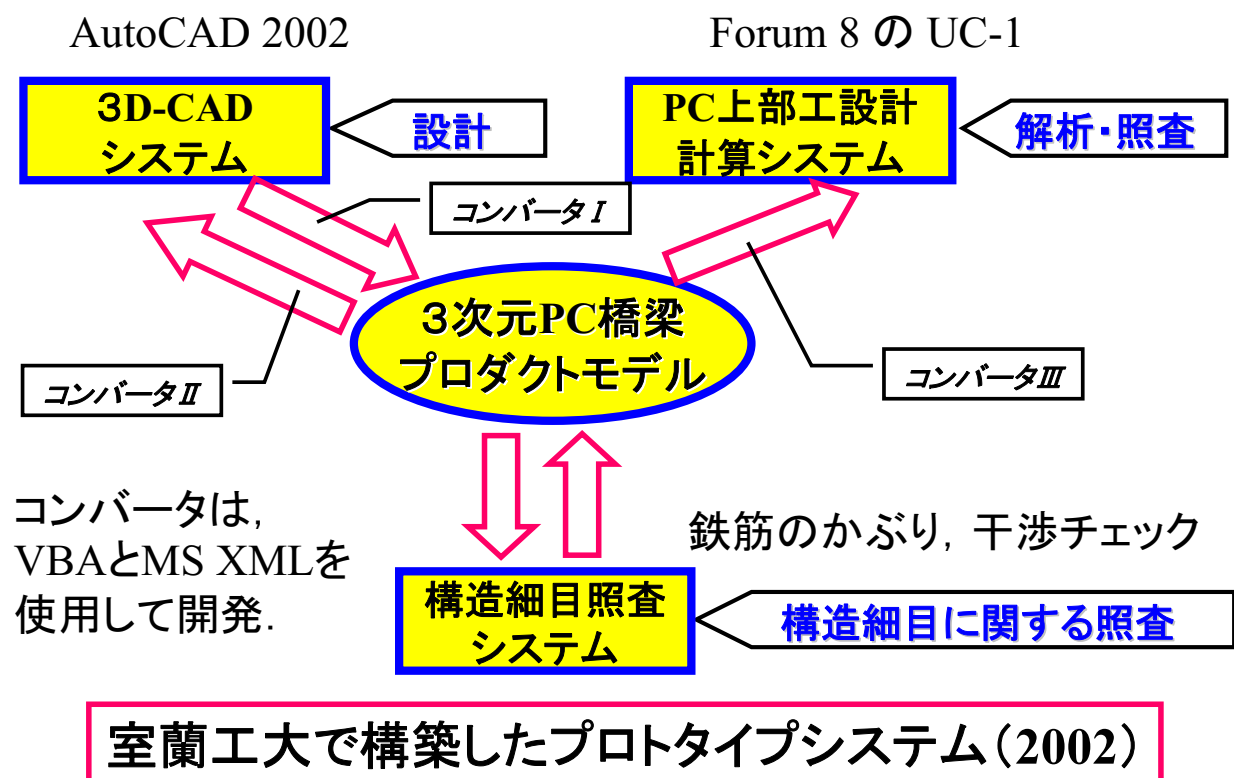 AutoCAD 2002
Forum 8 の UC-1
３D-CAD
システム
設計
PC上部工設計
計算システム
解析・照査
コンバータⅠ
３次元PC橋梁
プロダクトモデル
コンバータⅡ
コンバータⅢ
コンバータは,
VBAとMS XMLを
使用して開発.
鉄筋のかぶり, 干渉チェック
構造細目照査
システム
構造細目に関する照査
室蘭工大で構築したプロトタイプシステム（2002）